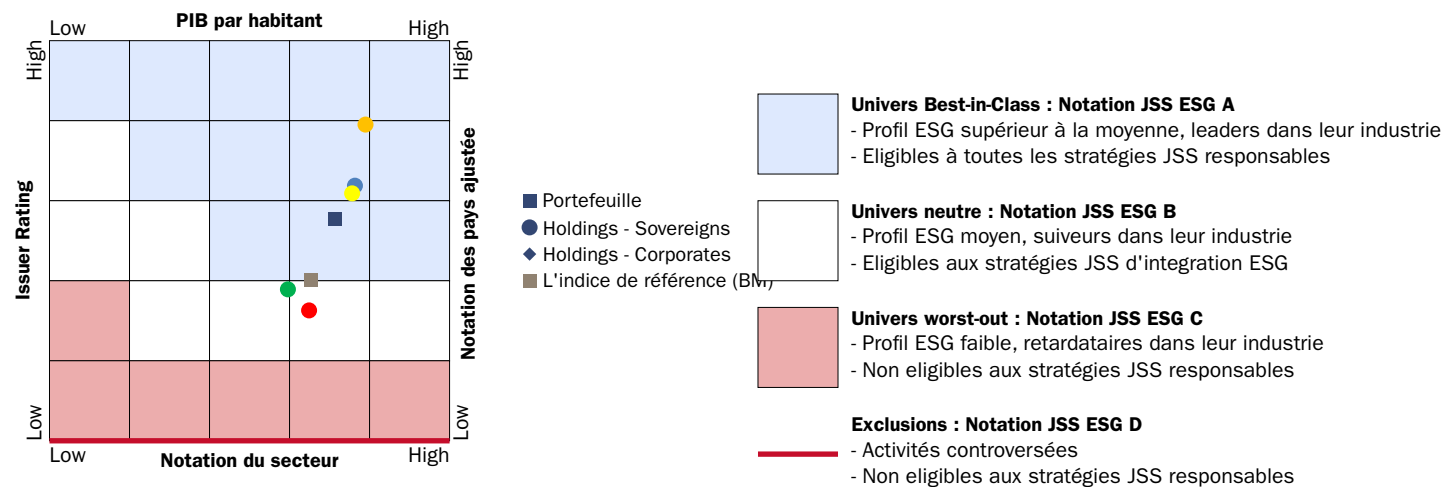 PIB par habitant
Low
High
High
High
Issuer Rating
Notation des pays ajustée
Low
Low
Low
High
Notation du secteur
Portefeuille
Holdings - Sovereigns
Holdings - Corporates
L'indice de référence (BM)
Univers Best-in-Class : Notation JSS ESG A
- Profil ESG supérieur à la moyenne, leaders dans leur industrie
- Eligibles à toutes les stratégies JSS responsables
Univers neutre : Notation JSS ESG B
- Profil ESG moyen, suiveurs dans leur industrie
- Eligibles aux stratégies JSS d'integration ESG
Univers worst-out : Notation JSS ESG C
- Profil ESG faible, retardataires dans leur industrie
- Non eligibles aux stratégies JSS responsables
Exclusions : Notation JSS ESG D
- Activités controversées
- Non eligibles aux stratégies JSS responsables